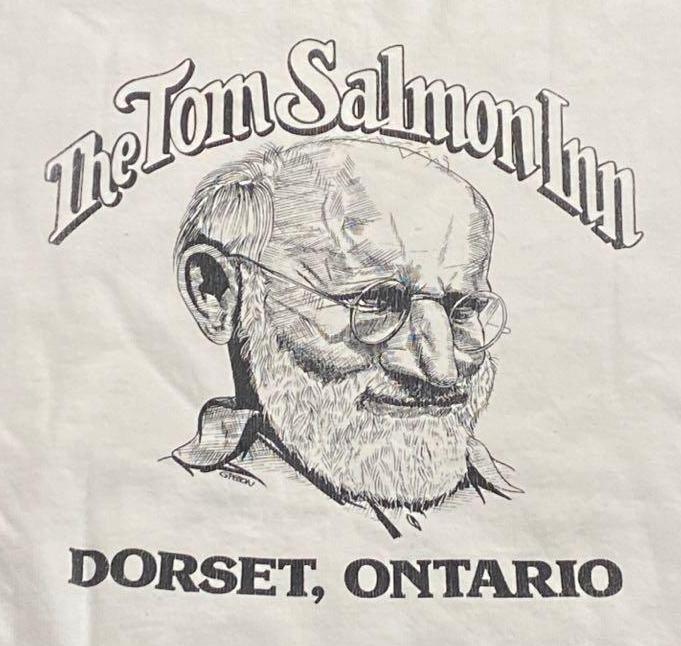 The Tom Salmon Inn
DORSET, ONTARIO